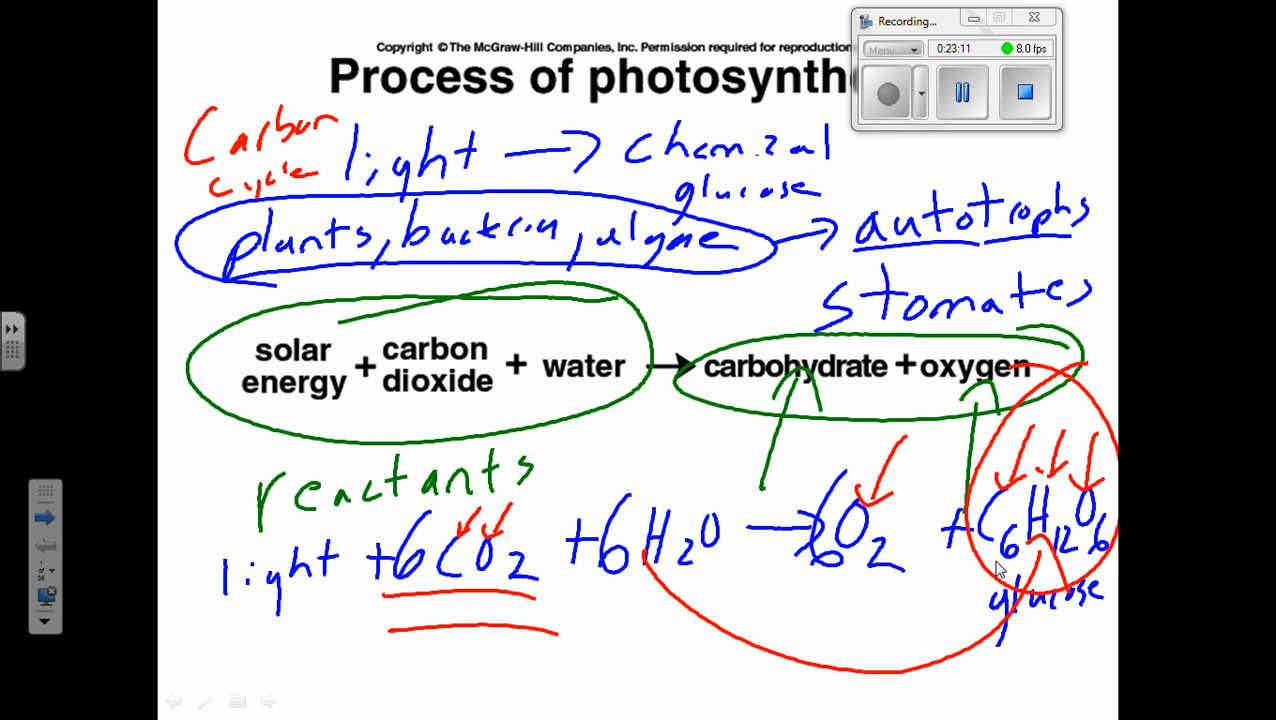 Recording...
Menu
0:23:11
8.0 fps
Copyright © The McGraw-Hill Companies, Inc. Permission required for reproduction
Process of photosynthe
Carbon
cycle
light → chemical
glucose
plants, bacteria, algae → autotrophs
stomates
solar energy + carbon dioxide + water → carbohydrate + oxygen
reactants
light + 6CO2 + 6H2O → 6O2 + C6H12O6
glucose